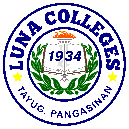 LUNA COLLEGES
1934
TAYUG, PANGASINAN